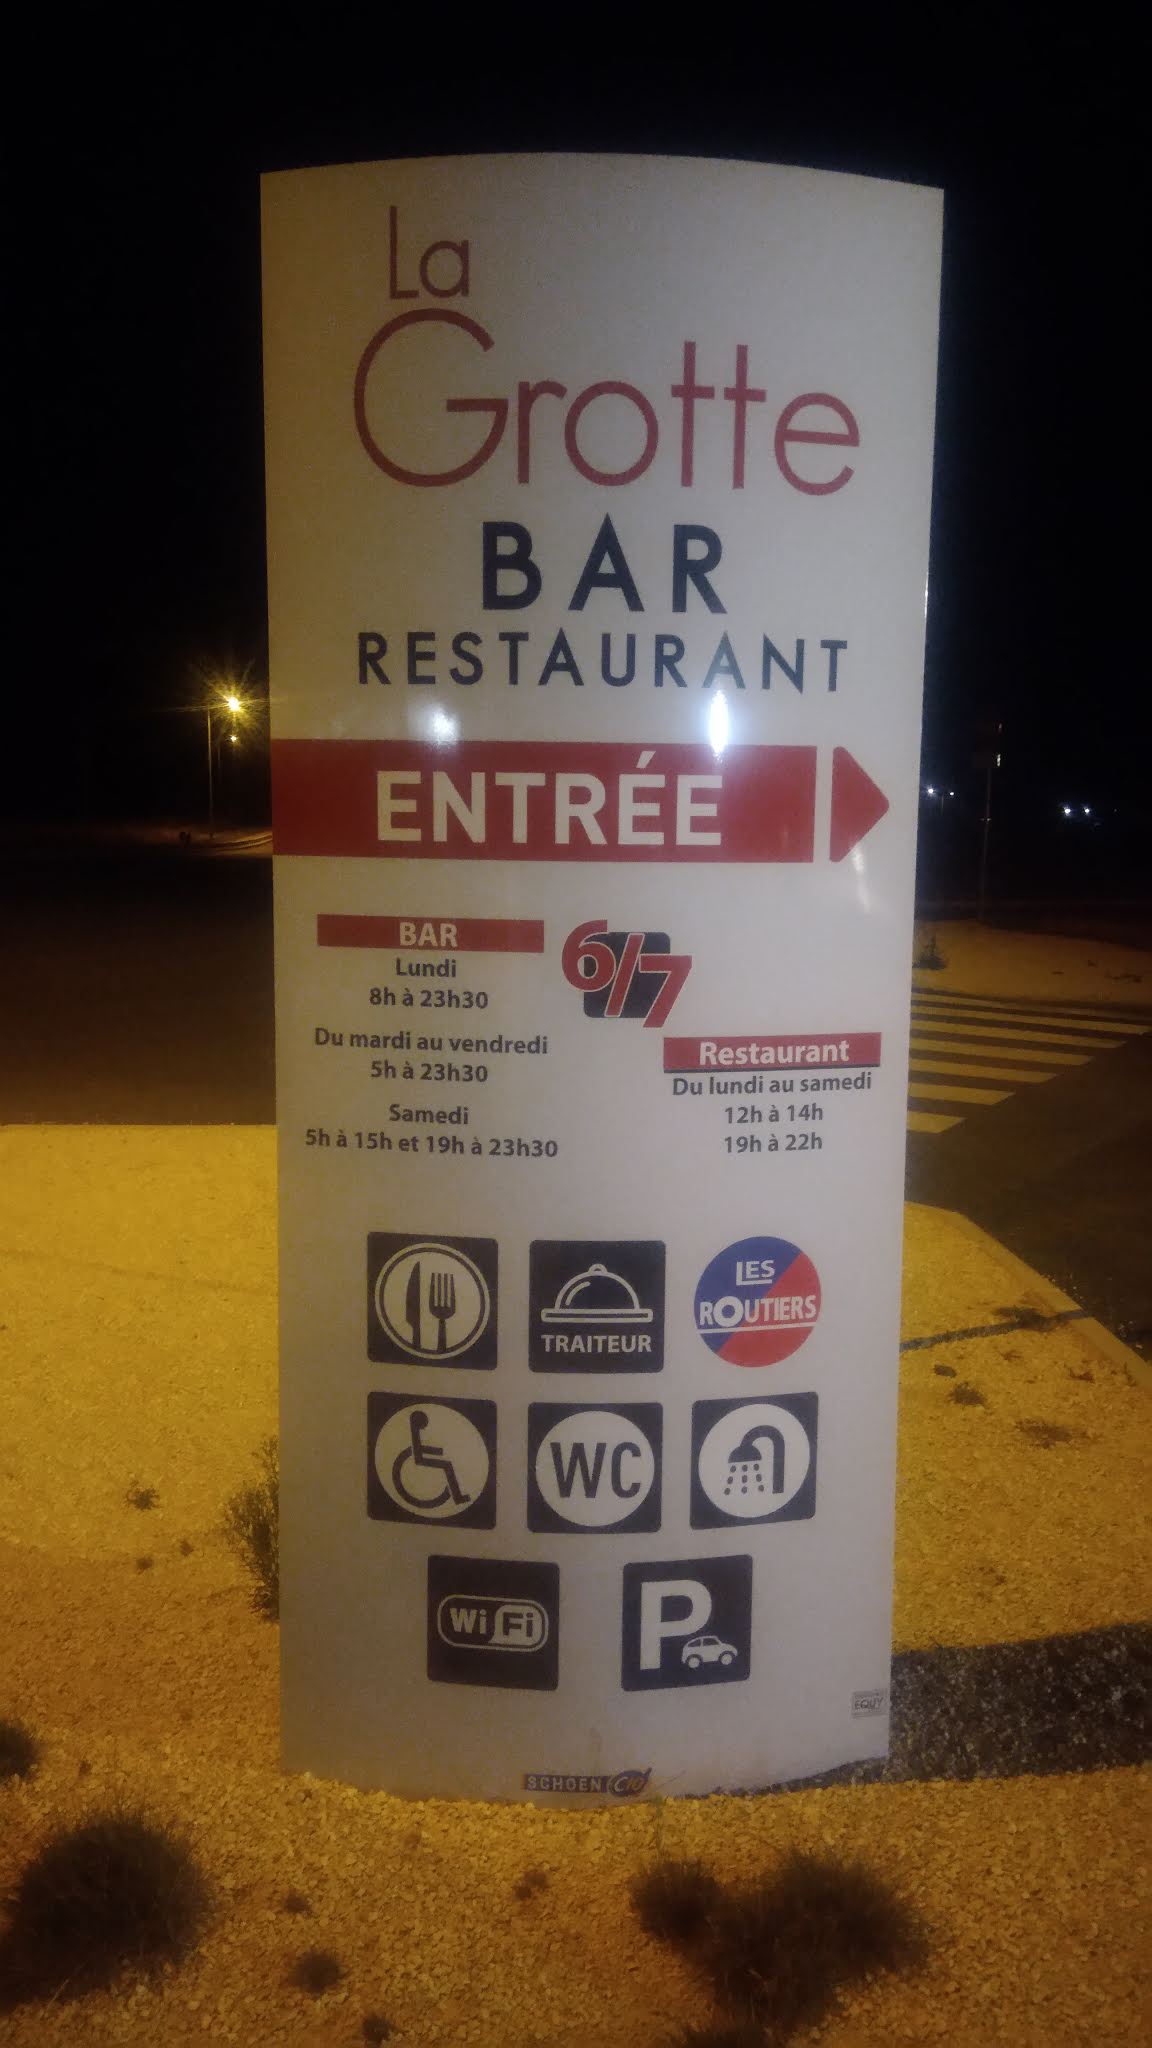 La
Grotte
BAR
RESTAURANT
ENTRÉE
BAR
Lundi
8h à 23h30
Du mardi au vendredi
5h à 23h30
Samedi
5h à 15h et 19h à 23h30
6/7
Restaurant
Du lundi au samedi
12h à 14h
19h à 22h
TRAITEUR
LES
ROUTIERS
WC
WiFi
P
EQUY
SCHOEN